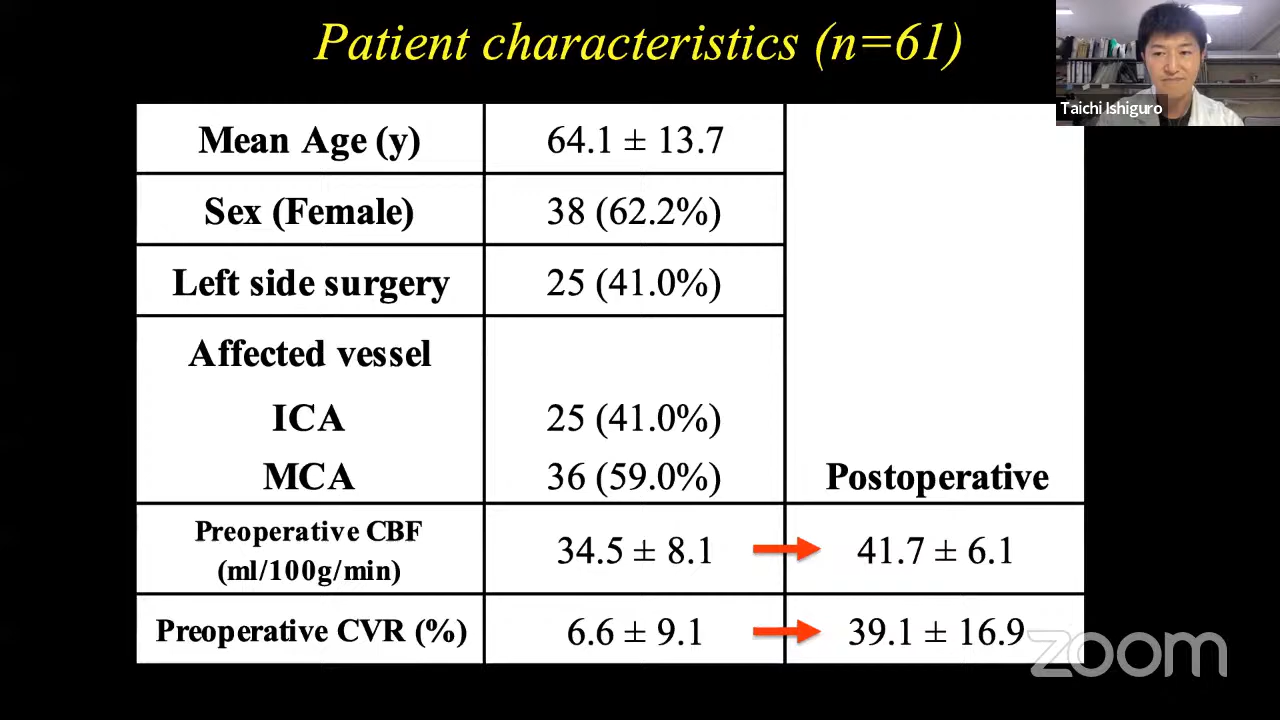 Patient characteristics (n=61)
Taichi Ishiguro
Mean Age (y) 64.1 ± 13.7
Sex (Female) 38 (62.2%)
Left side surgery 25 (41.0%)
Affected vessel
ICA 25 (41.0%)
MCA 36 (59.0%) Postoperative
Preoperative CBF
(ml/100g/min) 34.5 ± 8.1 41.7 ± 6.1
Preoperative CVR (%) 6.6 ± 9.1 39.1 ± 16.9
zoom